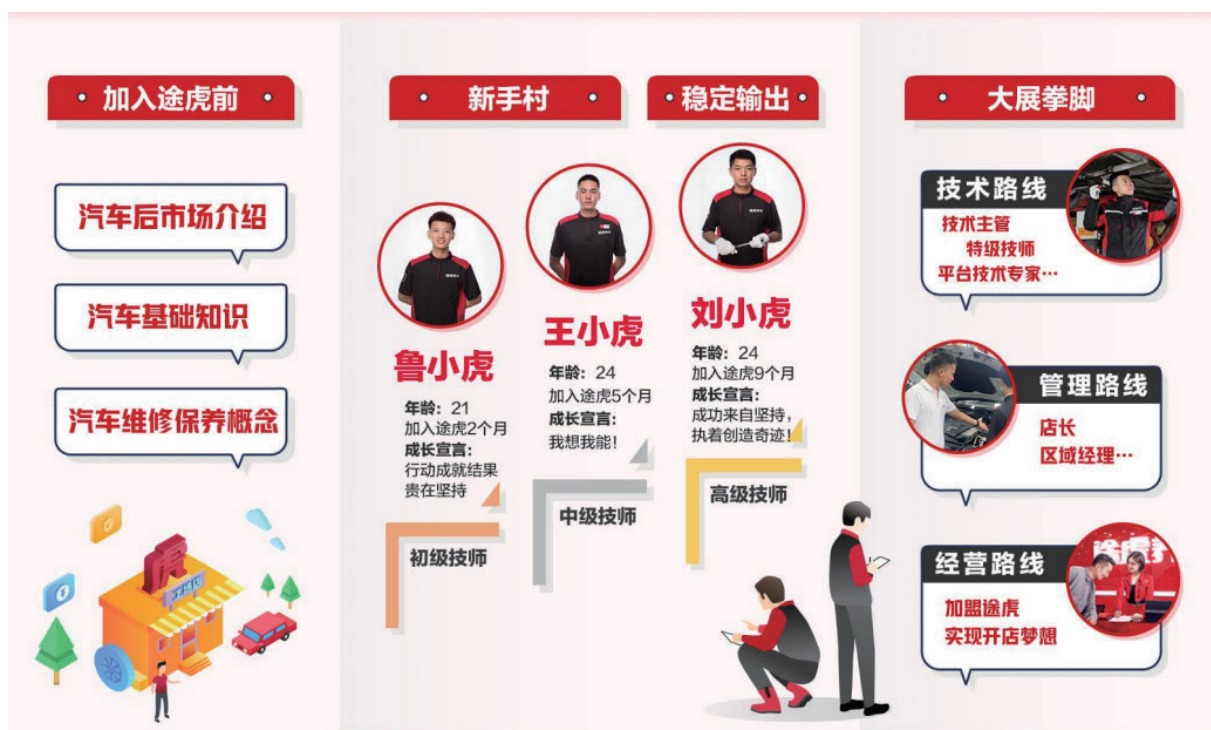 加入途虎前
汽车后市场介绍
汽车基础知识
汽车维修保养概念
虎
新手村
鲁小虎
年龄：21
加入途虎2个月
成长宣言：
行动成就结果
贵在坚持
初级技师
王小虎
年龄：24
加入途虎5个月
成长宣言：
我想我能！
中级技师
稳定输出
刘小虎
年龄：24
加入途虎9个月
成长宣言：
成功来自坚持，
执着创造奇迹！
高级技师
大展拳脚
技术路线
技术主管
特级技师
平台技术专家…
管理路线
店长
区域经理…
经营路线
加盟途虎
实现开店梦想